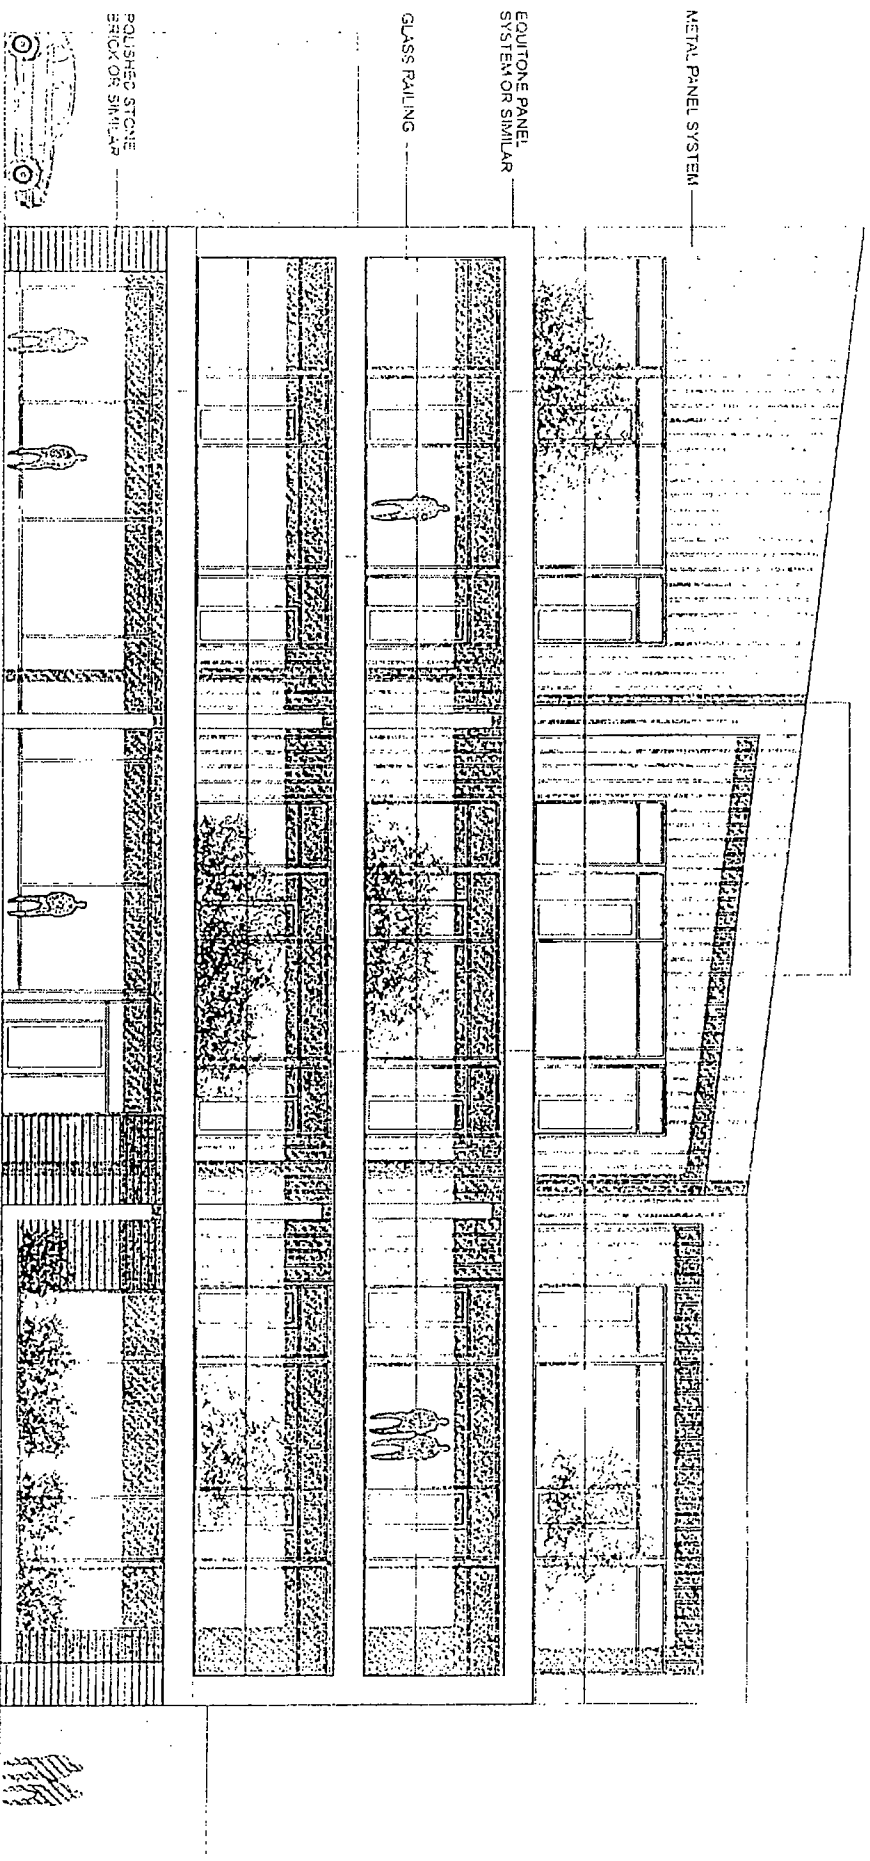 METAL PANEL SYSTEM
EQUITONE PANEL
SYSTEM OR SIMILAR
GLASS RAILING
POLISHED STONE
BRICK OR SIMILAR